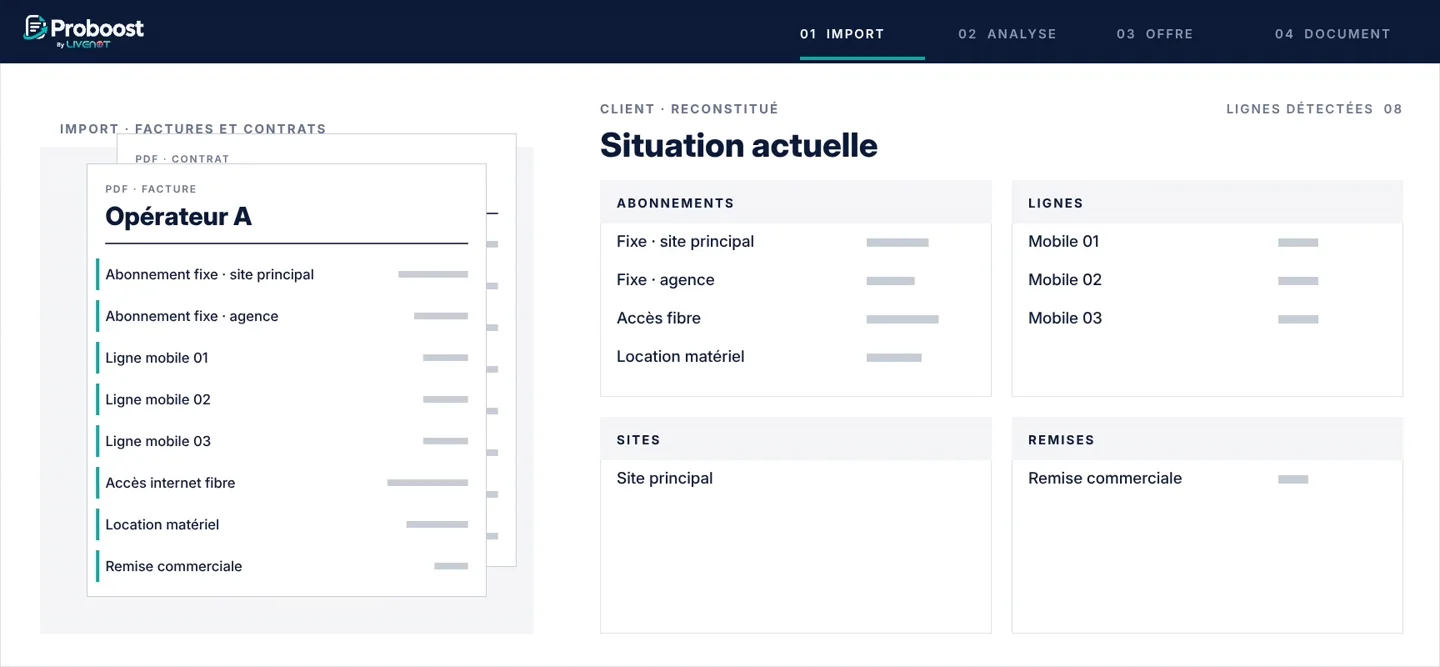 Proboost
By LIVENOT
01 IMPORT
02 ANALYSE
03 OFFRE
04 DOCUMENT
IMPORT · FACTURES ET CONTRATS
PDF · CONTRAT
PDF · FACTURE
Opérateur A
Abonnement fixe · site principal
Abonnement fixe · agence
Ligne mobile 01
Ligne mobile 02
Ligne mobile 03
Accès internet fibre
Location matériel
Remise commerciale
CLIENT · RECONSTITUÉ
LIGNES DÉTECTÉES 08
Situation actuelle
ABONNEMENTS
Fixe · site principal
Fixe · agence
Accès fibre
Location matériel
LIGNES
Mobile 01
Mobile 02
Mobile 03
SITES
Site principal
REMISES
Remise commerciale